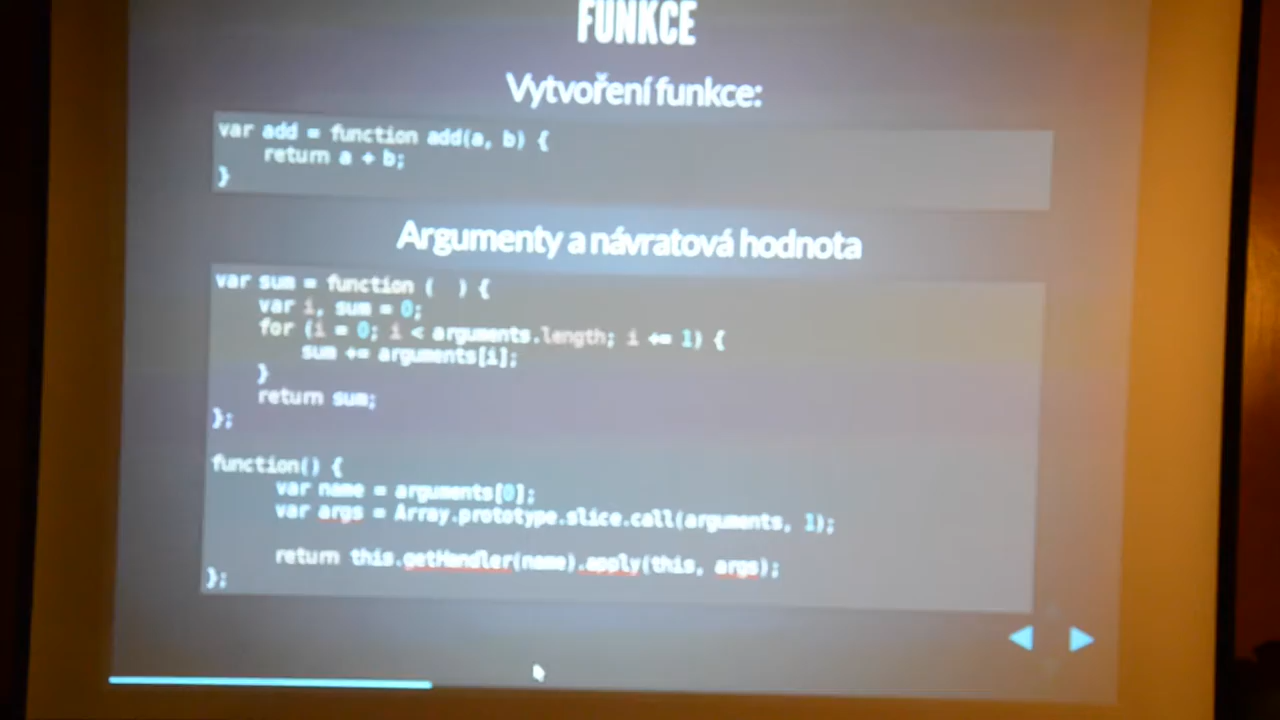 FUNKCE
Vytvoření funkce:
var add = function add(a, b) {
    return a + b;
}
Argumenty a návratová hodnota
var sum = function (  ) {
    var i, sum = 0;
    for (i = 0; i < arguments.length; i += 1) {
        sum += arguments[i];
    }
    return sum;
};
function() {
      var name = arguments[0];
      var args = Array.prototype.slice.call(arguments, 1);
      return this.getHandler(name).apply(this, args);
};